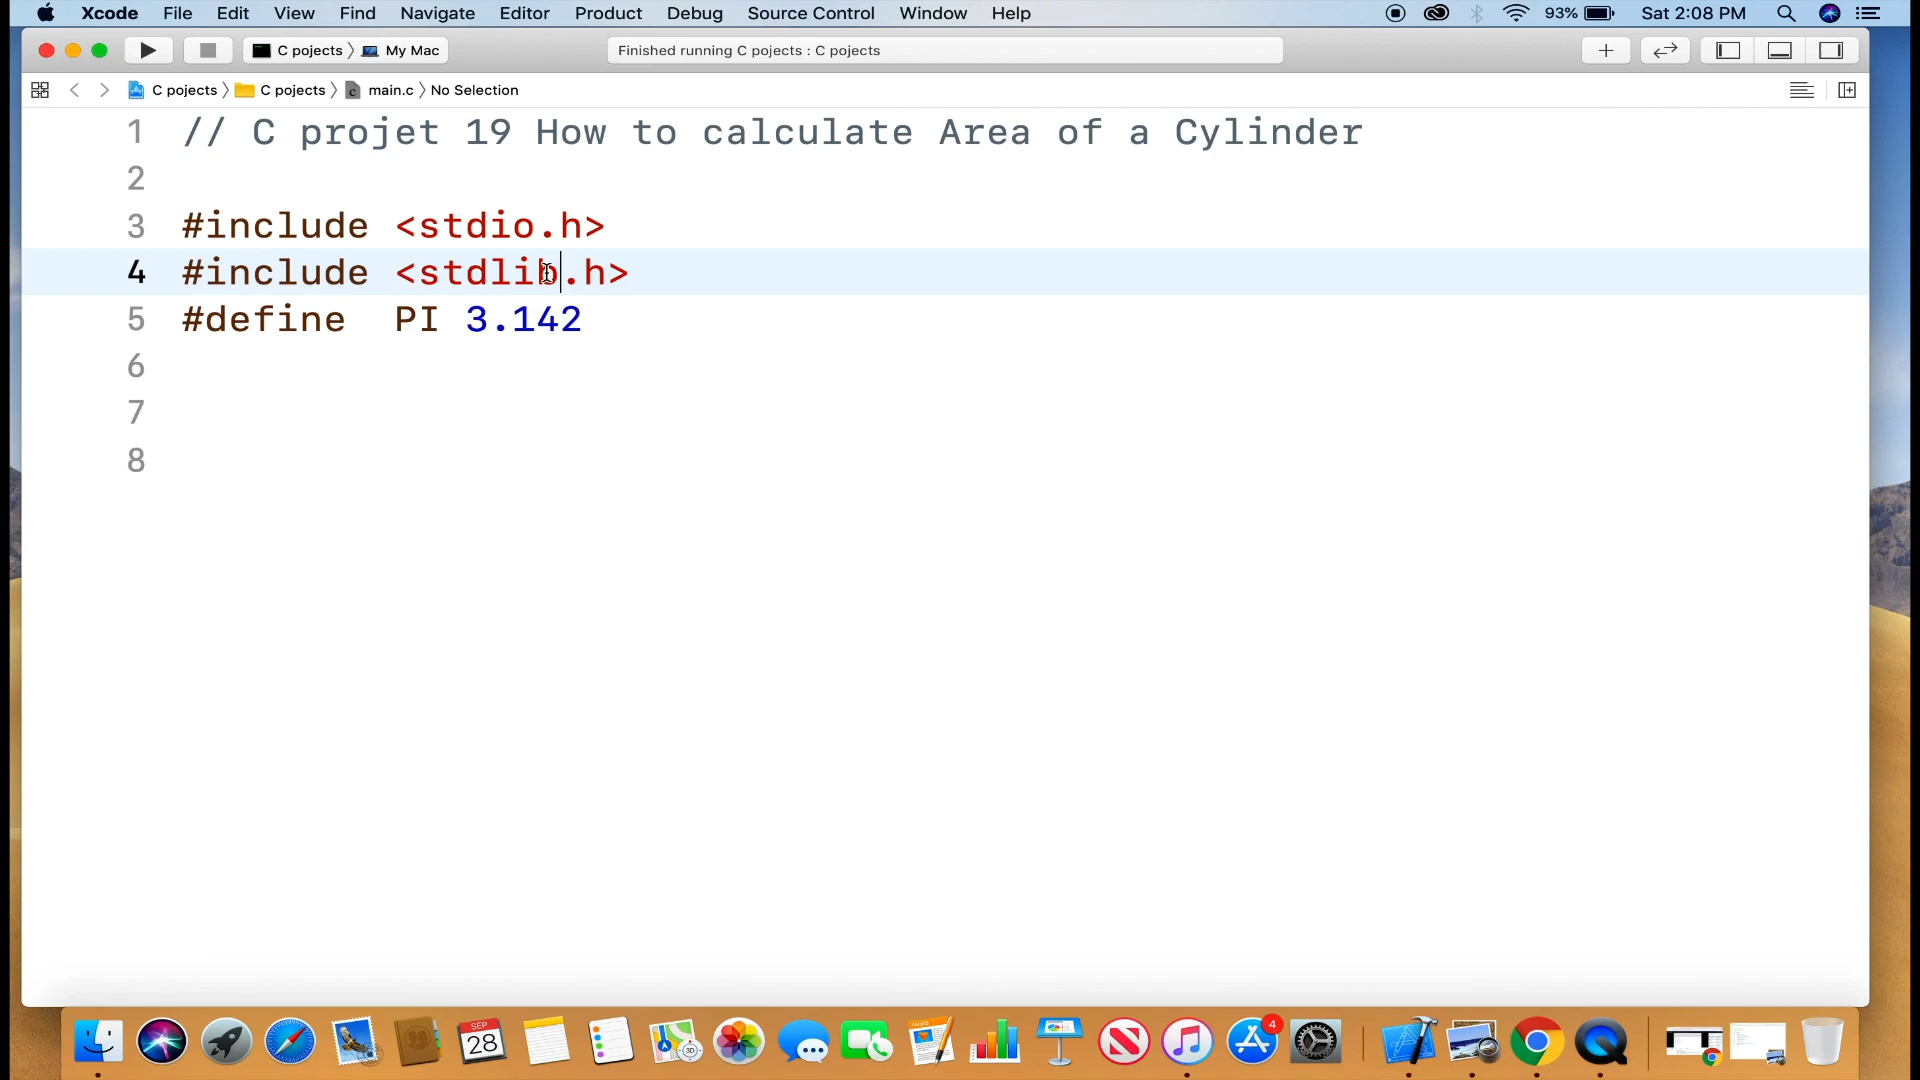 Xcode File Edit View Find Navigate Editor Product Debug Source Control Window Help 93% Sat 2:08 PM
C pojects 〉 My Mac Finished running C pojects : C pojects
C pojects 〉 C pojects 〉 main.c 〉 No Selection
1 // C projet 19 How to calculate Area of a Cylinder
2
3 #include <stdio.h>
4 #include <stdlib.h>
5 #define  PI 3.142
6
7
8
SEP
28
3D
PAGES
4